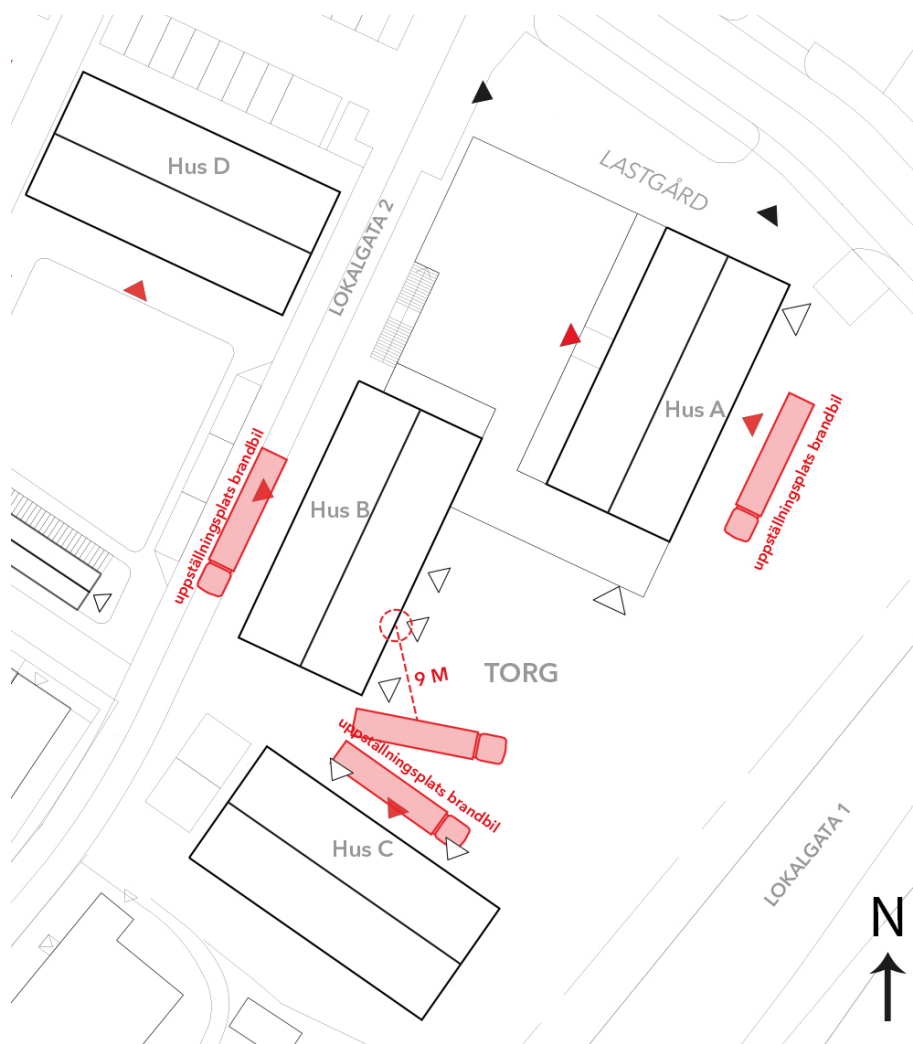 Hus D
LASTGÅRD
LOKALGATA 2
Hus A
uppställningsplats brandbil
uppställningsplats brandbil
Hus B
9 M
TORG
uppställningsplats brandbil
Hus C
LOKALGATA 1
N